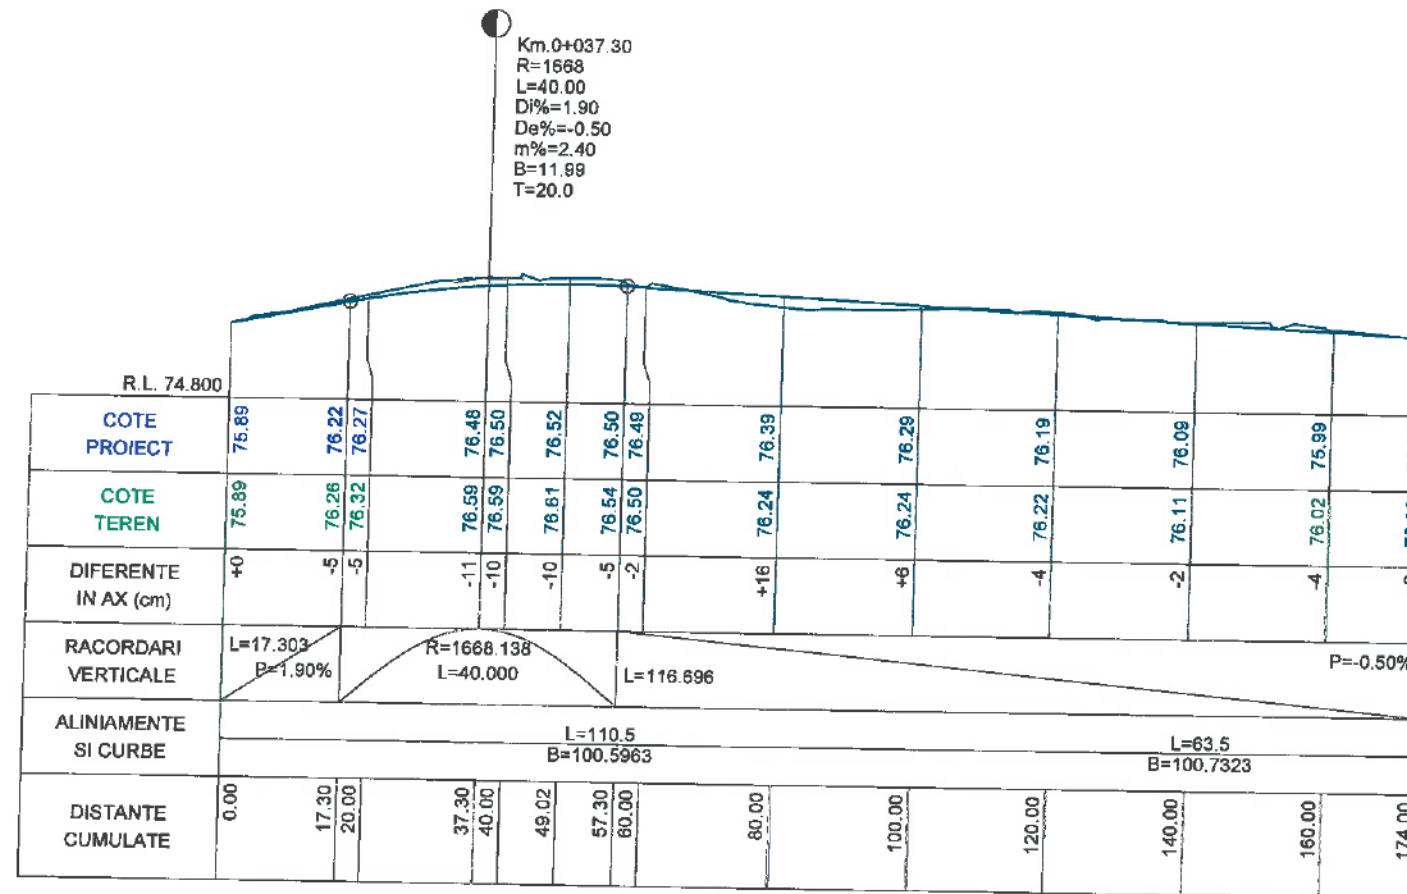 Km.0+037.30
R=1668
L=40.00
Di%=1.90
De%=-0.50
m%=2.40
B=11.99
T=20.0
R.L. 74.800
COTE
PROIECT
75.89 76.22 76.27 76.48 76.50 76.52 76.50 76.49 76.39 76.29 76.19 76.09 75.99
COTE
TEREN
75.89 76.26 76.32 76.59 76.59 76.61 76.54 76.50 76.24 76.24 76.22 76.11 76.02
DIFERENTE
IN AX (cm)
+0 -5 -5 -11 -10 -10 -5 -2 +16 +6 -4 -2 -4
RACORDARI
VERTICALE
L=17.303
P=1.90%
R=1668.138
L=40.000
L=116.696
P=-0.50%
ALINIAMENTE
SI CURBE
L=110.5
B=100.5963
L=63.5
B=100.7323
DISTANTE
CUMULATE
0.00 17.30 20.00 37.30 40.00 49.02 57.30 60.00 80.00 100.00 120.00 140.00 160.00 174.00